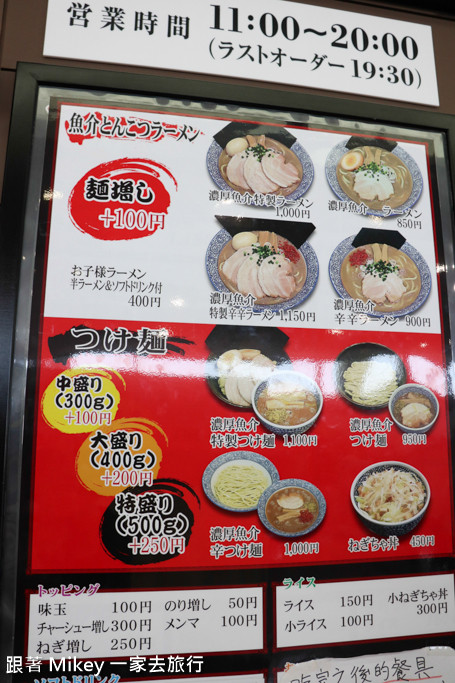 営業時間 11:00~20:00
(ラストオーダー 19:30)
魚介とんこつラーメン
麺増し
+100円
お子様ラーメン
半ラーメン&ソフトドリンク付
400円
濃厚魚介特製ラーメン
1,000円
濃厚魚介 ラーメン
850円
濃厚魚介
特製辛辛ラーメン 1,150円
濃厚魚介
辛辛ラーメン 900円
つけ麺
中盛り
(300g)
+100円
大盛り
(400g)
+200円
特盛り
(500g)
+250円
濃厚魚介
特製つけ麺 1,100円
濃厚魚介
つけ麺 950円
濃厚魚介
辛つけ麺 1,000円
ねぎちゃ丼 450円
トッピング
味玉 100円 のり増し 50円
チャーシュー増し 300円 メンマ 100円
ねぎ増し 250円
ライス
ライス 150円 小ねぎちゃ丼
小ライス 100円 300円
ソフトドリンク
之後的餐具
跟著 Mikey 一家去旅行